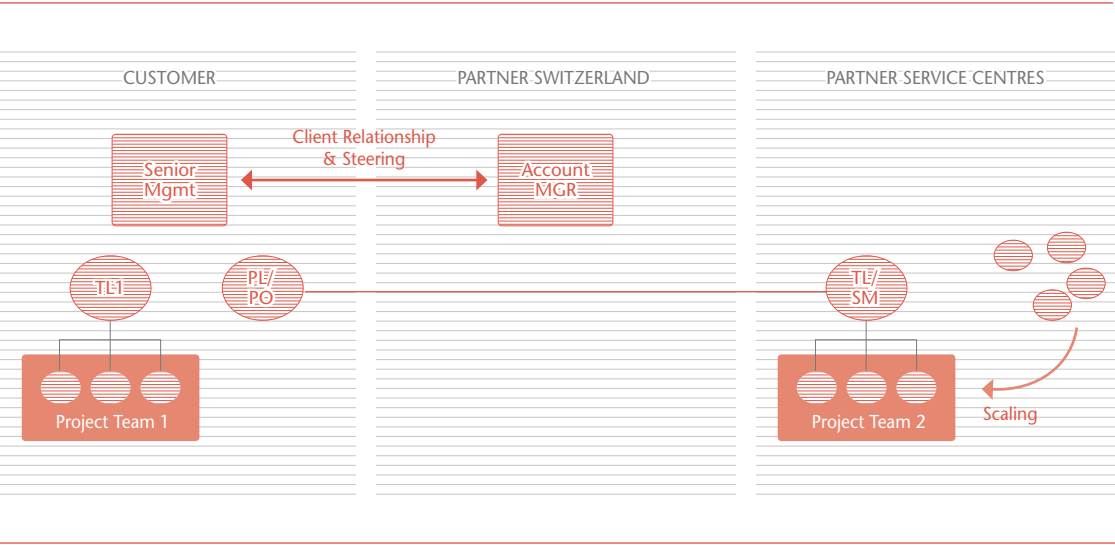 CUSTOMER
PARTNER SWITZERLAND
PARTNER SERVICE CENTRES
Client Relationship
& Steering
Senior
Mgmt
Account
MGR
TL1
PL/
PO
TL/
SM
Project Team 1
Project Team 2
Scaling